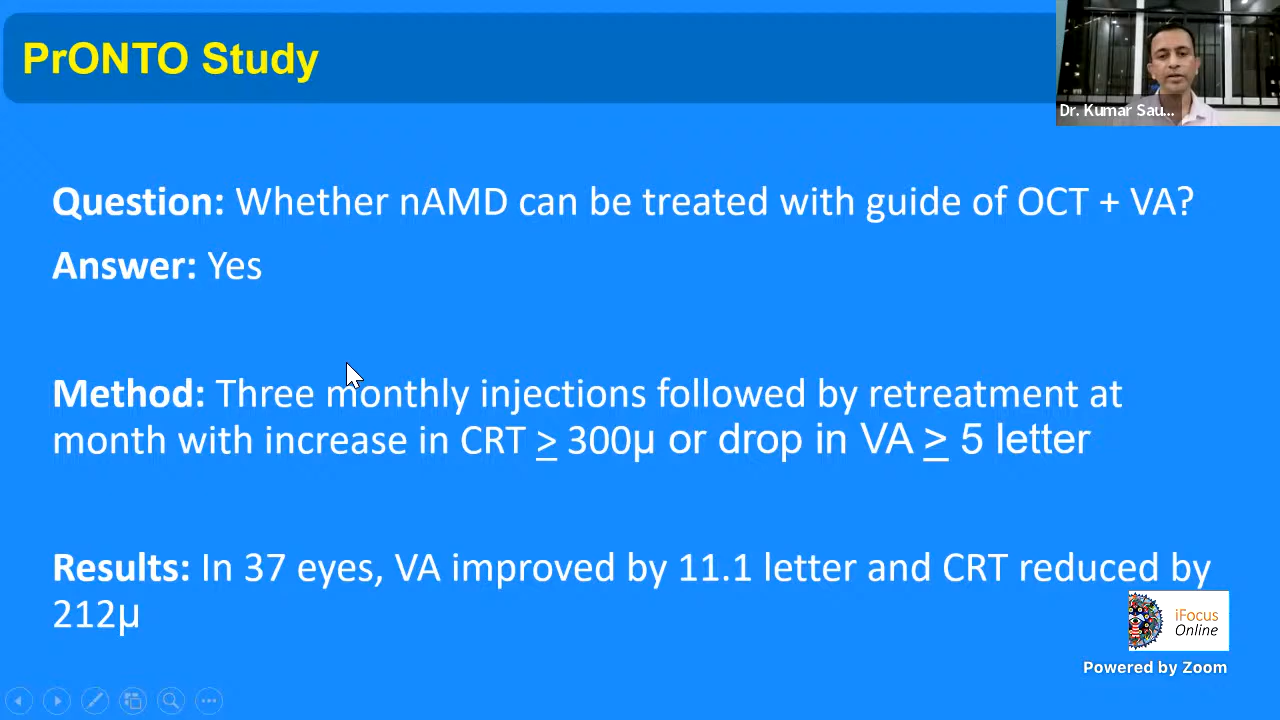 PrONTO Study
Dr. Kumar Sau...
Question: Whether nAMD can be treated with guide of OCT + VA?
Answer: Yes
Method: Three monthly injections followed by retreatment at
month with increase in CRT ≥ 300µ or drop in VA ≥ 5 letter
Results: In 37 eyes, VA improved by 11.1 letter and CRT reduced by
212µ
iFocus
Online
Powered by Zoom